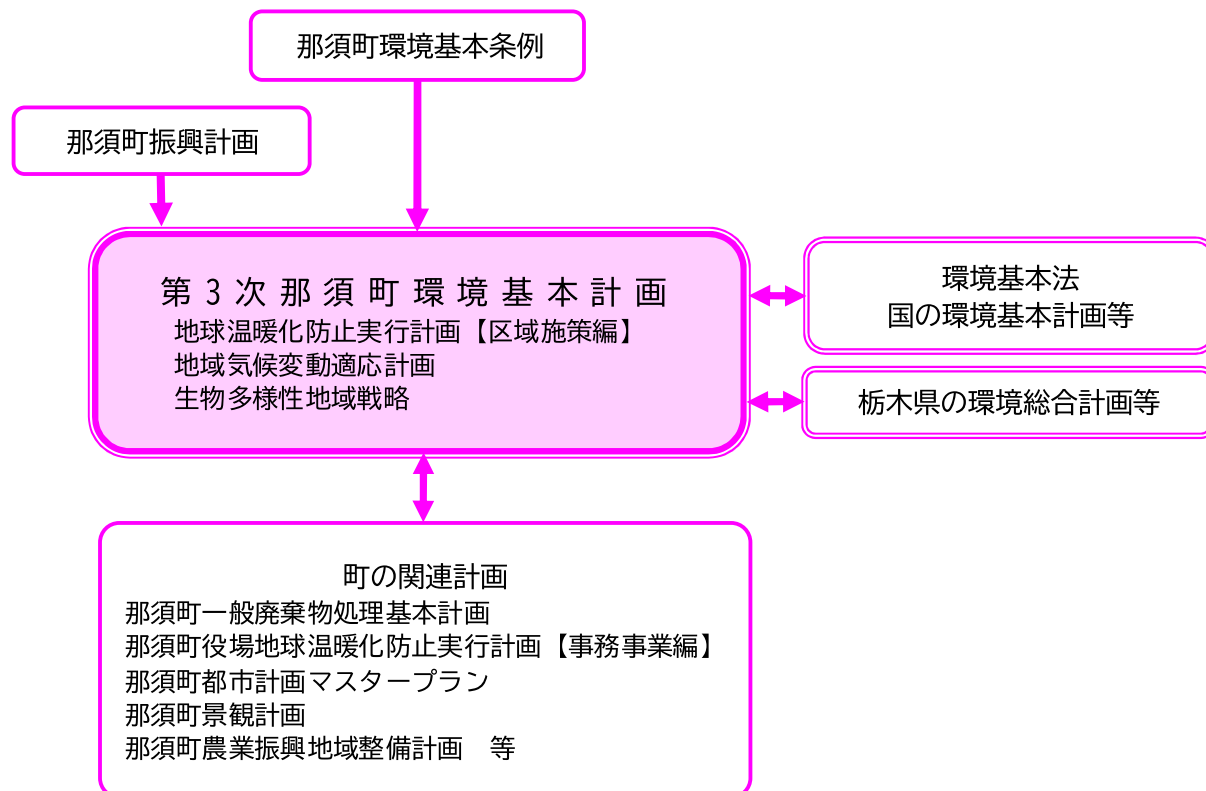 那須町環境基本条例
那須町振興計画
第３次那須町環境基本計画
地球温暖化防止実行計画【区域施策編】
地域気候変動適応計画
生物多様性地域戦略
環境基本法
国の環境基本計画等
栃木県の環境総合計画等
町の関連計画
那須町一般廃棄物処理基本計画
那須町役場地球温暖化防止実行計画【事務事業編】
那須町都市計画マスタープラン
那須町景観計画
那須町農業振興地域整備計画　等